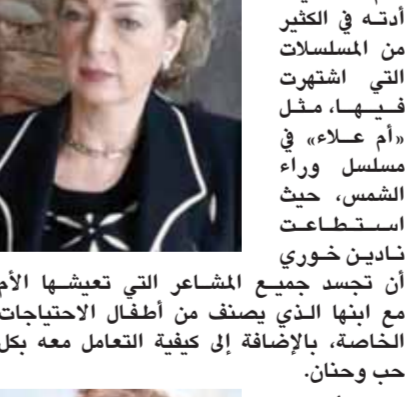 أدته في الكثير
من المسلسلات
التي اشتهرت
فيها، مثل
«أم علاء» في
مسلسل وراء
الشمس، حيث
استطاعت
نادين خوري
أن تجسد جميع المشاعر التي تعيشها الأم
مع ابنها الذي يصنف من أطفال الاحتياجات
الخاصة، بالإضافة إلى كيفية التعامل معه بكل
حب وحنان.